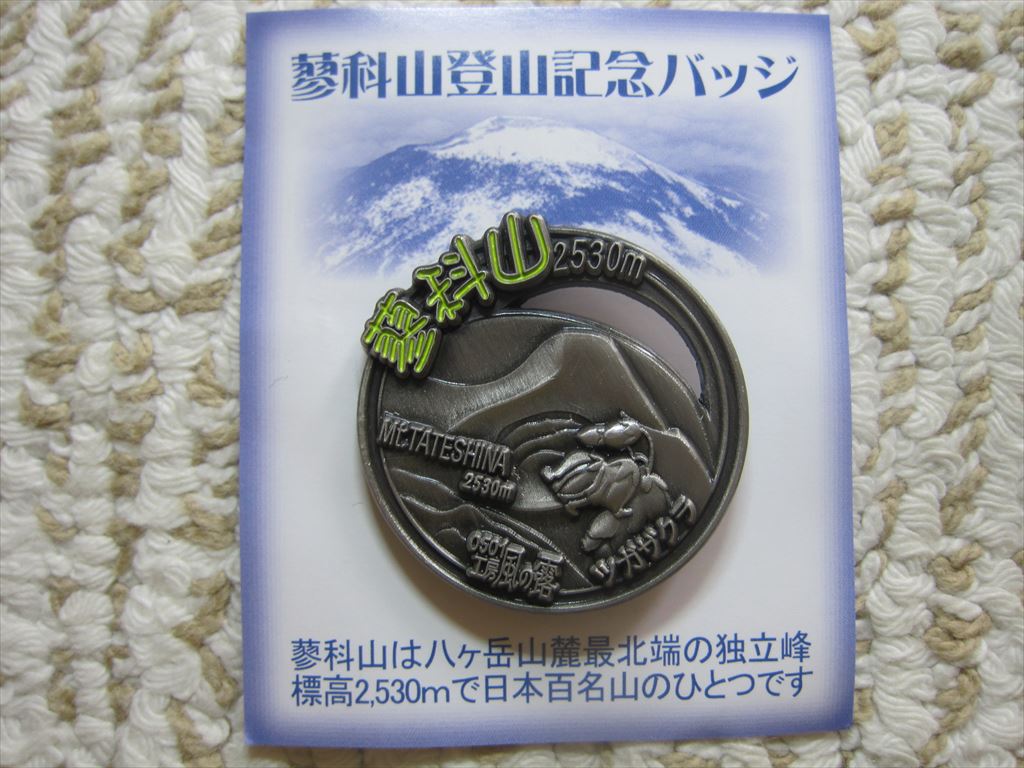 蓼科山登山記念バッジ
蓼科山
2530m
Mt.TATESHINA
2530m
ツガザクラ
0501
工房 風の露
蓼科山は八ヶ岳山麓最北端の独立峰
標高2,530mで日本百名山のひとつです